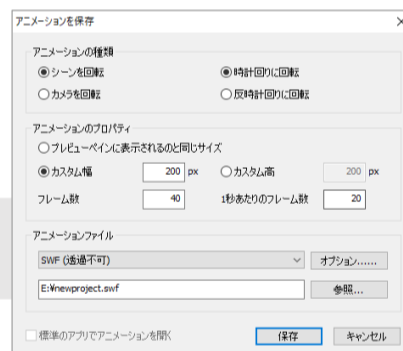 アニメーションを保存
アニメーションの種類
シーンを回転 時計回りに回転
カメラを回転 反時計回りに回転
アニメーションのプロパティ
プレビューペインに表示されるのと同じサイズ
カスタム幅 200 px カスタム高 200 px
フレーム数 40 1秒あたりのフレーム数 20
アニメーションファイル
SWF (透過不可) オプション......
E:¥newproject.swf 参照...
標準のアプリでアニメーションを開く 保存 キャンセル